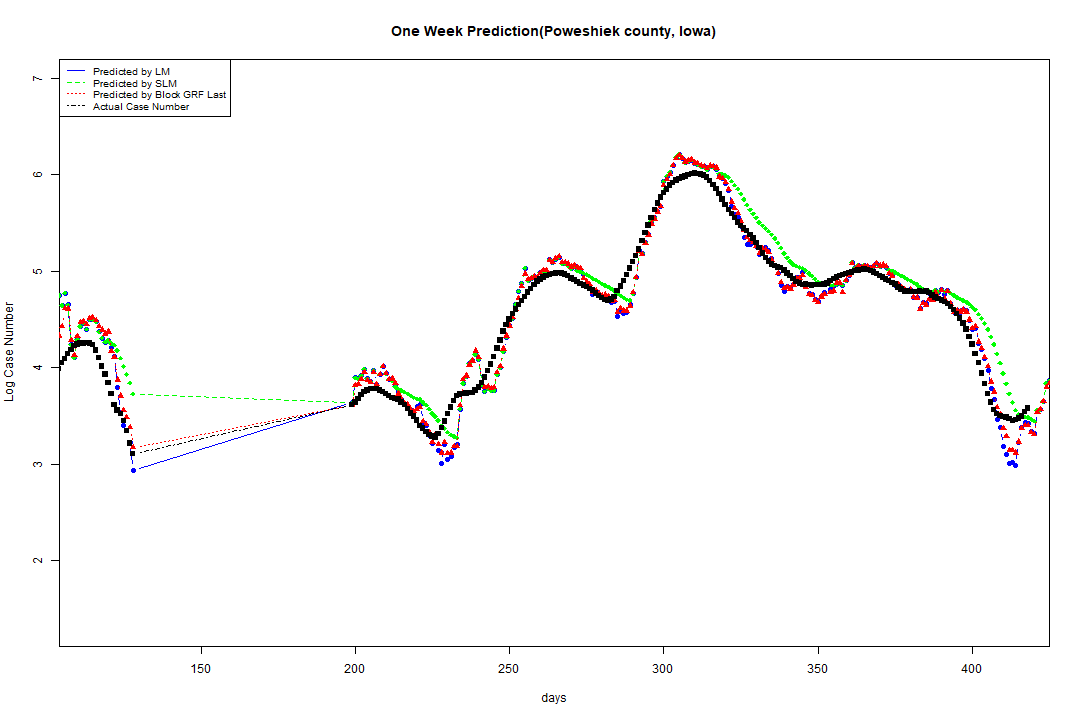 One Week Prediction(Poweshiek county, Iowa)
Predicted by LM
Predicted by SLM
Predicted by Block GRF Last
Actual Case Number
7
6
5
4
3
2
Log Case Number
150 200 250 300 350 400
days